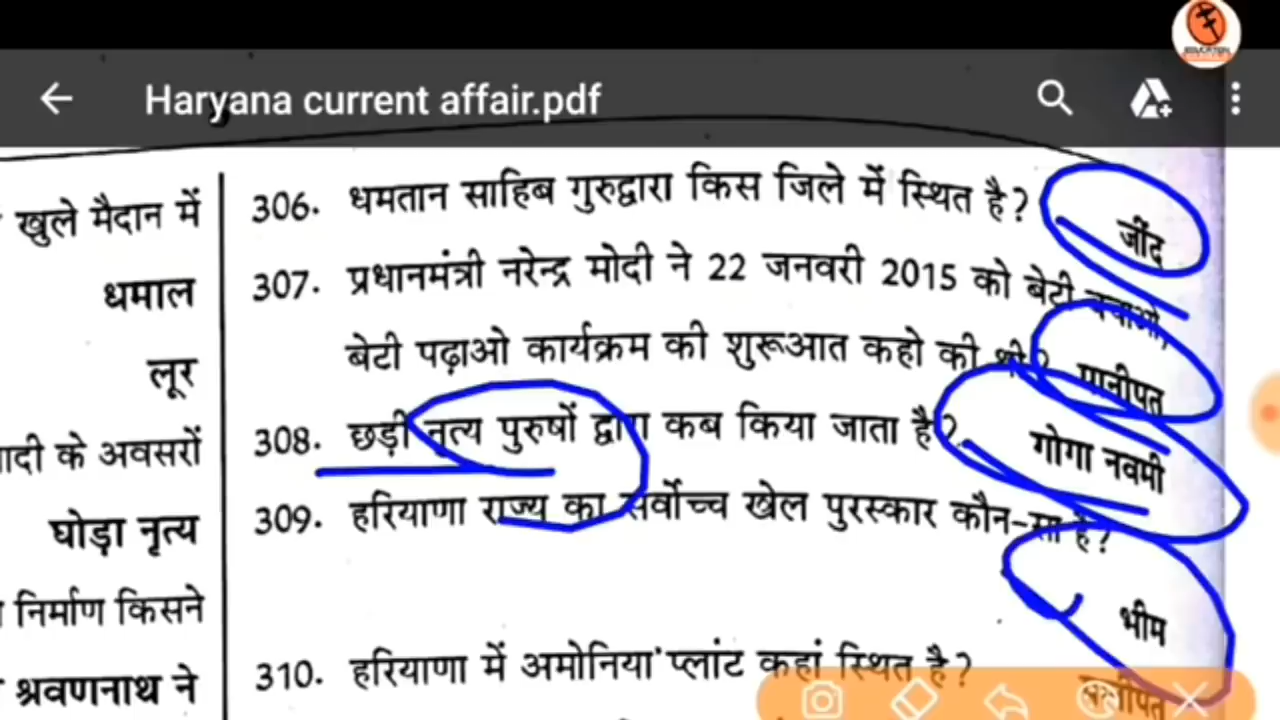 Haryana current affair.pdf
खुले मैदान में
धमाल
लूर
के अवसरों
घोड़ा नृत्य
निर्माण किसने
श्रवणनाथ ने
306. धमतान साहिब गुरुद्वारा किस जिले में स्थित है?
जींद
307. प्रधानमंत्री नरेन्द्र मोदी ने 22 जनवरी 2015 को बेटी बचाओ,
बेटी पढ़ाओ कार्यक्रम की शुरूआत कहो की थी?
पानीपत
308. छड़ी नृत्य पुरुषों द्वारा कब किया जाता है?
गोगा नवमी
309. हरियाणा राज्य का सर्वोच्च खेल पुरस्कार कौन-सा है?
भीम
310. हरियाणा में अमोनिया प्लांट कहां स्थित है?